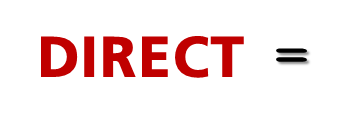 DIRECT =